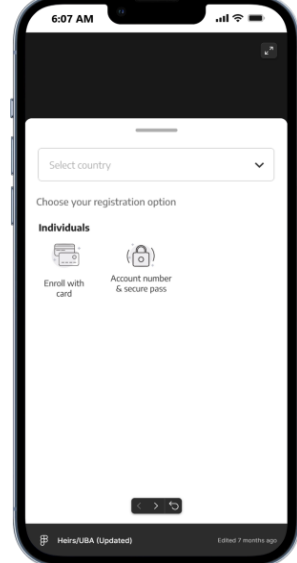 6:07 AM
Select country
Choose your registration option
Individuals
Enroll with
card
Account number
& secure pass
Heirs/UBA (Updated)
Edited 7 months ago